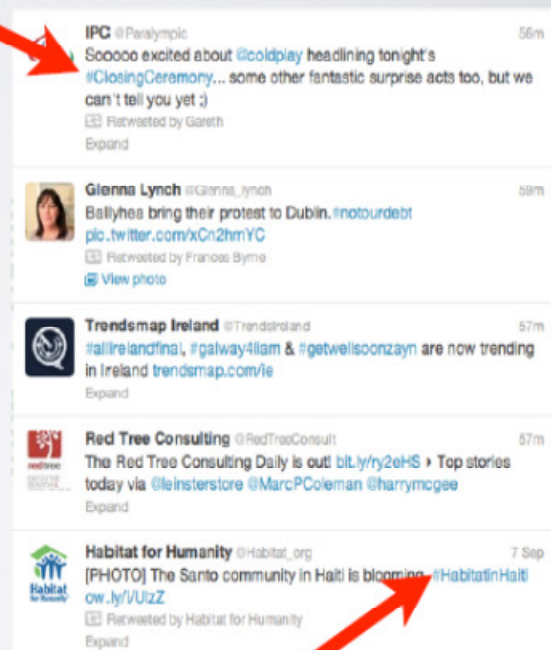 IPC @Paralympic 56m
Sooooo excited about @coldplay headlining tonight's
#ClosingCeremony... some other fantastic surprise acts too, but we
can't tell you yet ;)
Retweeted by Gareth
Expand
Glenna Lynch @Glenna_lynch 59m
Ballyhea bring their protest to Dublin. #notourdebt
pic.twitter.com/xCn2hmYC
Retweeted by Frances Byrne
View photo
Trendsmap Ireland @TrendsIreland 57m
#allirelandfinal, #galway4liam & #getwellsoonzayn are now trending
in Ireland trendsmap.com/ie
Expand
redtree
Red Tree Consulting @RedTreeConsult 57m
The Red Tree Consulting Daily is out! bit.ly/ry2eHS ▸ Top stories
today via @leinsterstore @MarcPColeman @harrymcgee
Expand
Habitat
for Humanity
Habitat for Humanity @Habitat_org 7 Sep
[PHOTO] The Santo community in Haiti is blooming. #HabitatinHaiti
ow.ly/i/UlzZ
Retweeted by Habitat for Humanity
Expand